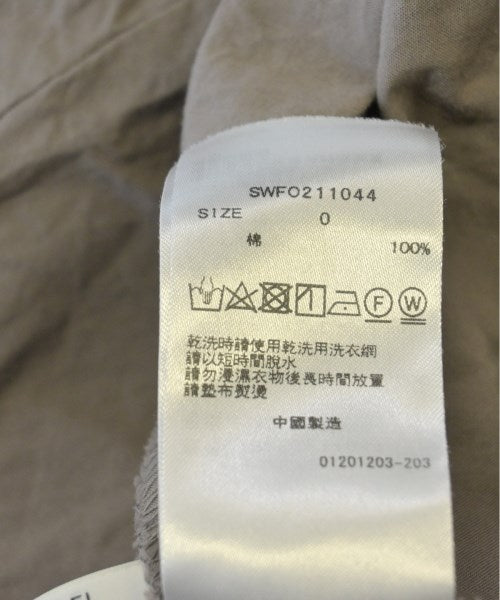 SWFO211044
SIZE 0
棉 100%
F W
乾洗時請使用乾洗用洗衣網
請以短時間脫水
請勿浸濕衣物後長時間放置
請墊布熨燙
中國製造
01201203-203